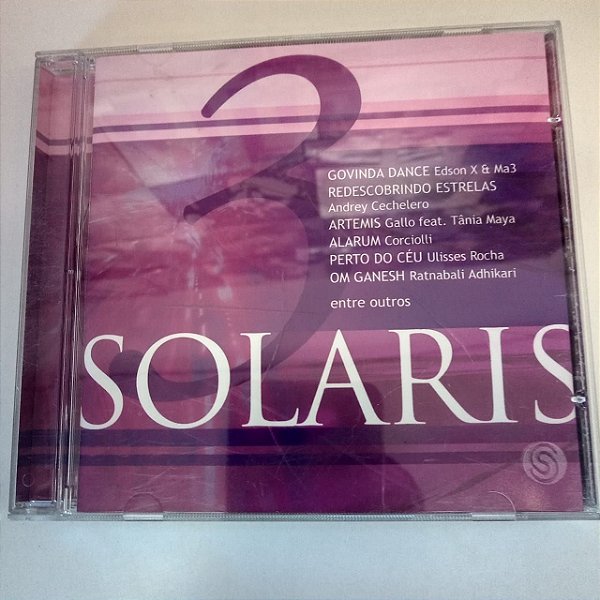 3
GOVINDA DANCE Edson X & Ma3
REDESCOBRINDO ESTRELAS
Andrey Cechelero
ARTEMIS Gallo feat. Tânia Maya
ALARUM Corciolli
PERTO DO CÉU Ulisses Rocha
OM GANESH Ratnabali Adhikari
entre outros
SOLARIS
S